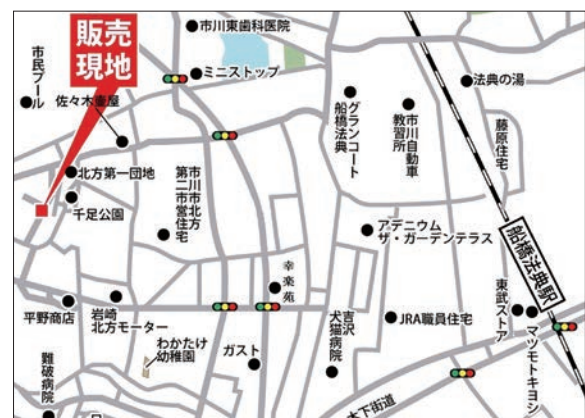 販売
現地
市川東歯科医院
ミニストップ
市民プール
佐々木畳屋
北方第一団地
千足公園
市川市北方
第二市営住宅
グランコート
船橋法典
市川自動車
教習所
法典の湯
藤原住宅
アデニウム
ザ・ガーデンテラス
船橋法典駅
幸楽苑
平野商店
岩崎
北方モーター
わかたけ
幼稚園
ガスト
吉沢
犬猫病院
JRA職員住宅
東武ストア
マツモトキヨシ
難破病院
木下街道